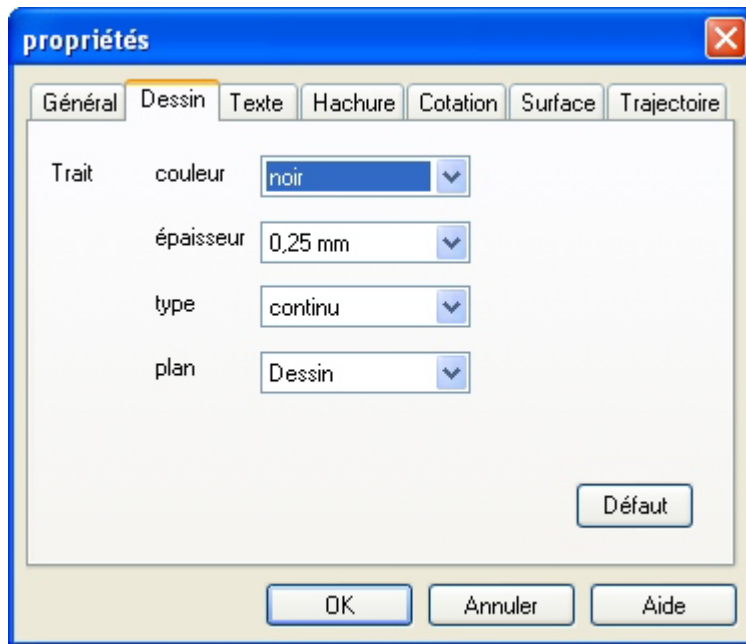 propriétés
Général Dessin Texte Hachure Cotation Surface Trajectoire
Trait couleur noir
épaisseur 0,25 mm
type continu
plan Dessin
Défaut
OK Annuler Aide